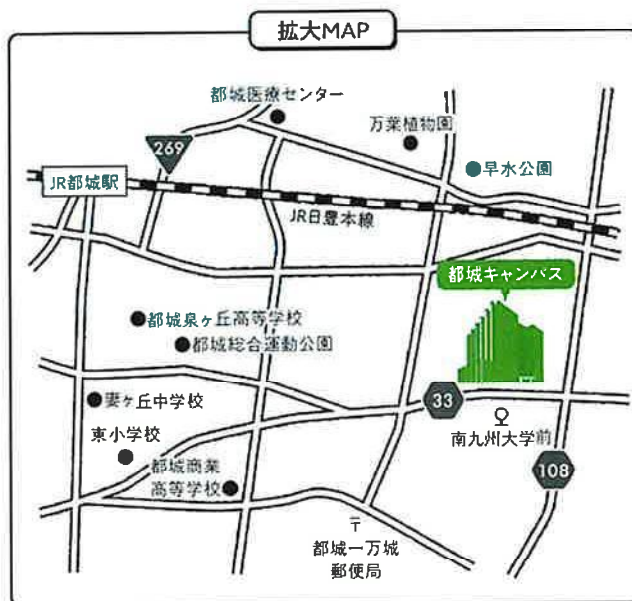 拡大MAP
都城医療センター
万葉植物園
269
早水公園
JR都城駅
JR日豊本線
都城キャンパス
都城泉ヶ丘高等学校
都城総合運動公園
妻ヶ丘中学校
33
南九州大学前
東小学校
都城商業
高等学校
108
〒
都城一万城
郵便局